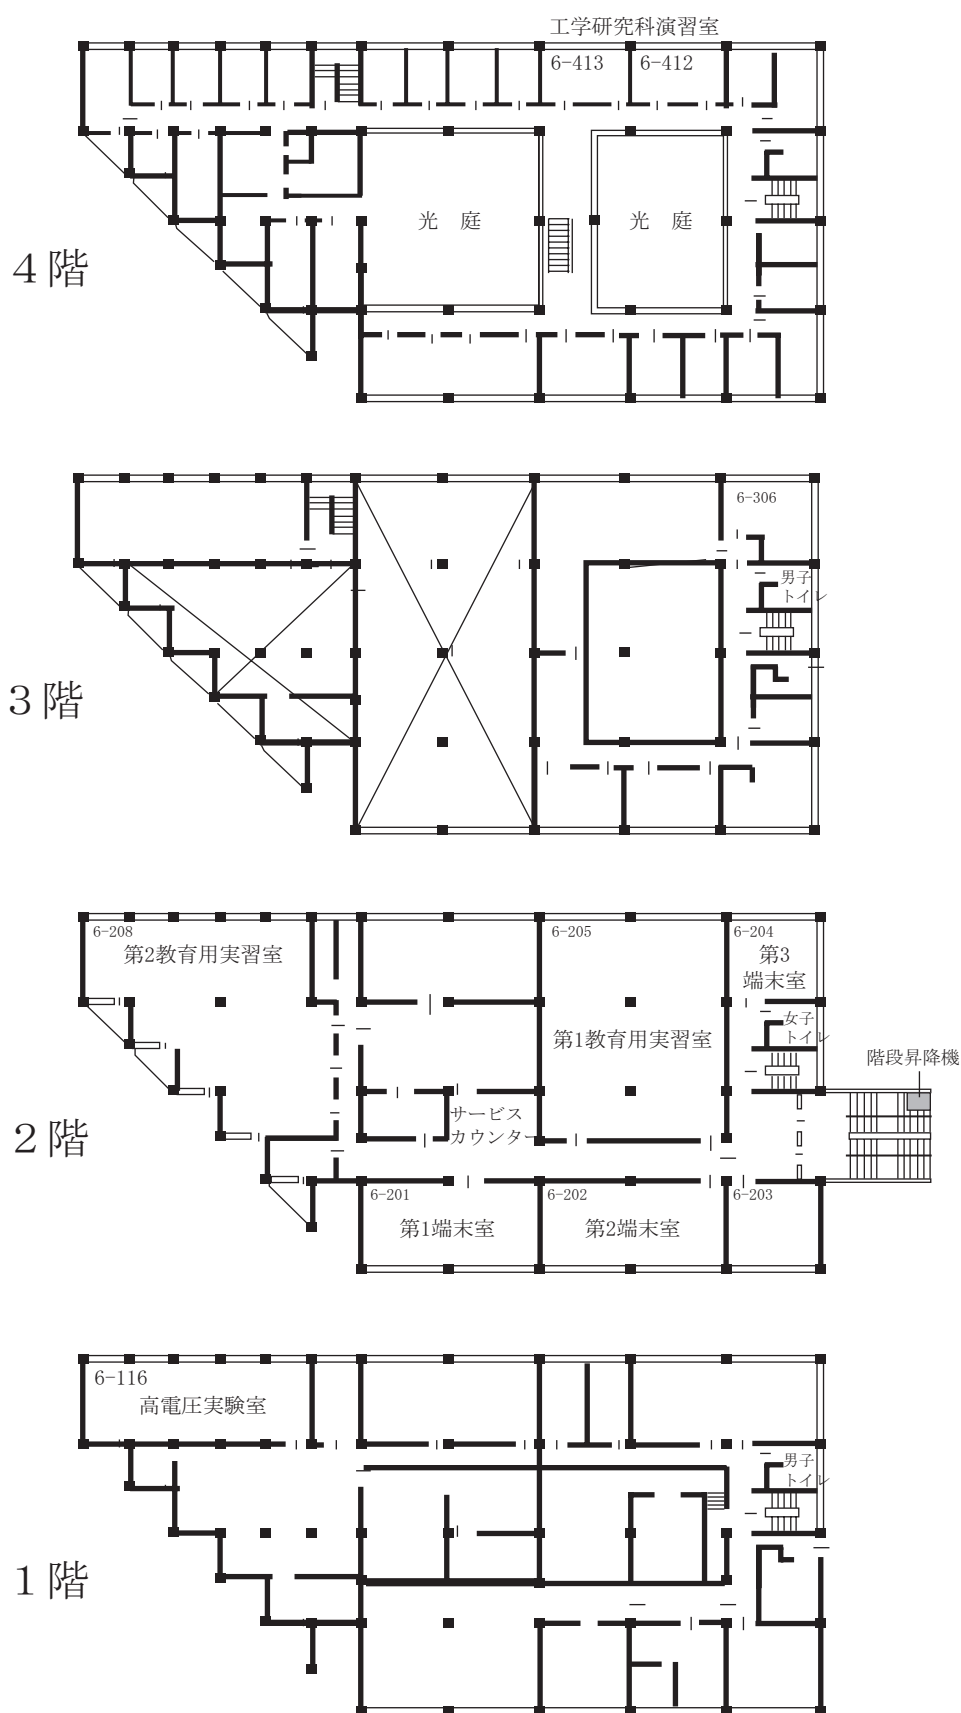 工学研究科演習室
6-413
6-412
光 庭
光 庭
4階
6-306
男子
トイレ
3階
6-208
第2教育用実習室
6-205
6-204
第3
端末室
女子
トイレ
第1教育用実習室
階段昇降機
サービス
カウンター
2階
6-201
6-202
6-203
第1端末室
第2端末室
6-116
高電圧実験室
男子
トイレ
1階